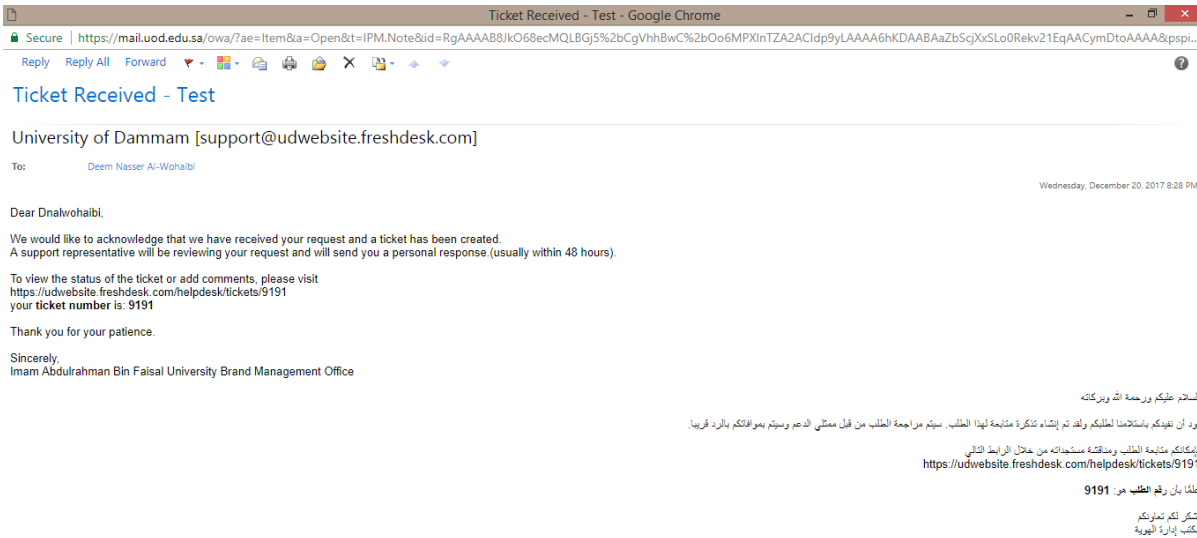 Ticket Received - Test - Google Chrome
Secure | https://mail.uod.edu.sa/owa/?ae=Item&a=Open&t=IPM.Note&id=RgAAAAB8JkO68ecMQLBGj5%2bCgVhhBwC%2bOo6MPXlnTZA2ACIdp9yLAAAA6hKDAABAaZbScjXxSLo0Rekv21EqAACymDtoAAAA&pspi...
Reply Reply All Forward
Ticket Received - Test
University of Dammam [support@udwebsite.freshdesk.com]
To: Deem Nasser Al-Wohaibi
Wednesday, December 20, 2017 8:28 PM
Dear Dnalwohaibi,
We would like to acknowledge that we have received your request and a ticket has been created.
A support representative will be reviewing your request and will send you a personal response.(usually within 48 hours).
To view the status of the ticket or add comments, please visit
https://udwebsite.freshdesk.com/helpdesk/tickets/9191
your ticket number is: 9191
Thank you for your patience.
Sincerely,
Imam Abdulrahman Bin Faisal University Brand Management Office
لسلام عليكم ورحمة الله وبركاته
ود أن نفيدكم باستلامنا لطلبكم ولقد تم إنشاء تذكرة متابعة لهذا الطلب. سيتم مراجعة الطلب من قبل ممثلي الدعم وسيتم بموافاتكم بالرد قريبا.
بإمكانكم متابعة الطلب ومناقشة مستجداته من خلال الرابط التالي
https://udwebsite.freshdesk.com/helpdesk/tickets/9191
علمًا بأن رقم الطلب هو: 9191
شكر لكم تعاونكم
كتب إدارة الهوية